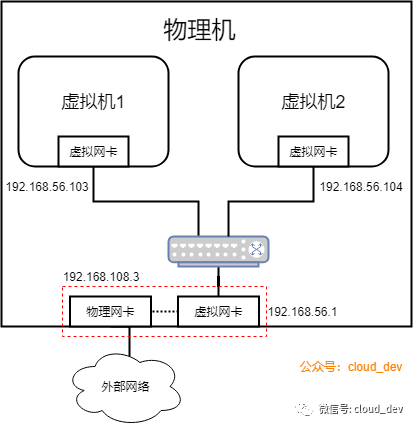 物理机
虚拟机1
虚拟机2
虚拟网卡
虚拟网卡
192.168.56.103
192.168.56.104
192.168.108.3
物理网卡
虚拟网卡
192.168.56.1
外部网络
公众号：cloud_dev
微信号: cloud_dev